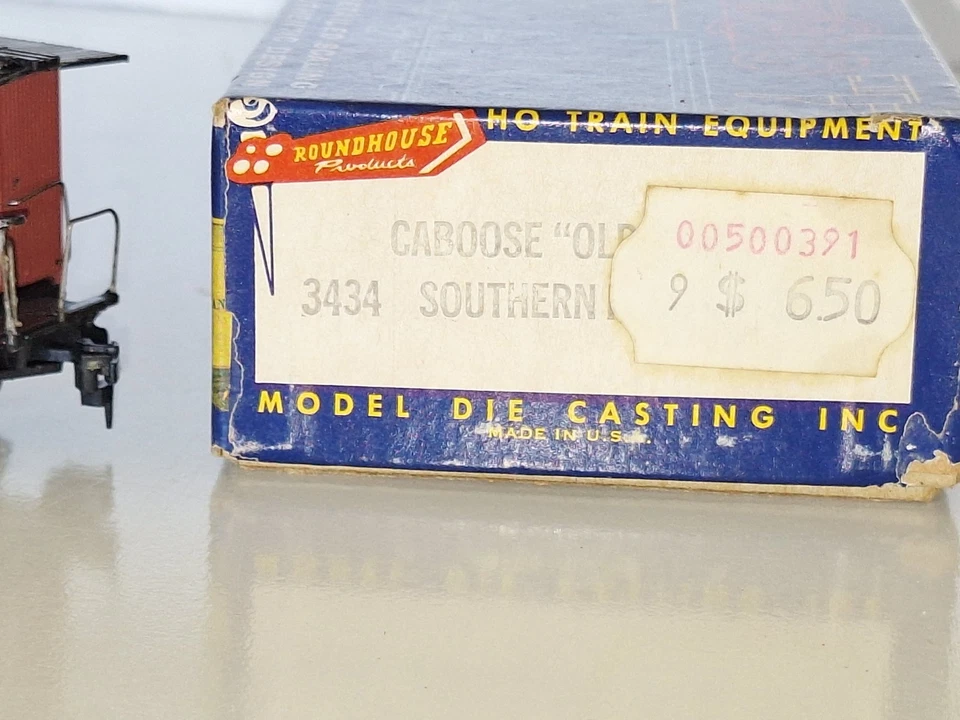 HO TRAIN EQUIPMENT
ROUNDHOUSE
Products
CABOOSE "OLD
3434 SOUTHERN
00500391
9 $ 6.50
MODEL DIE CASTING INC
MADE IN U.S.